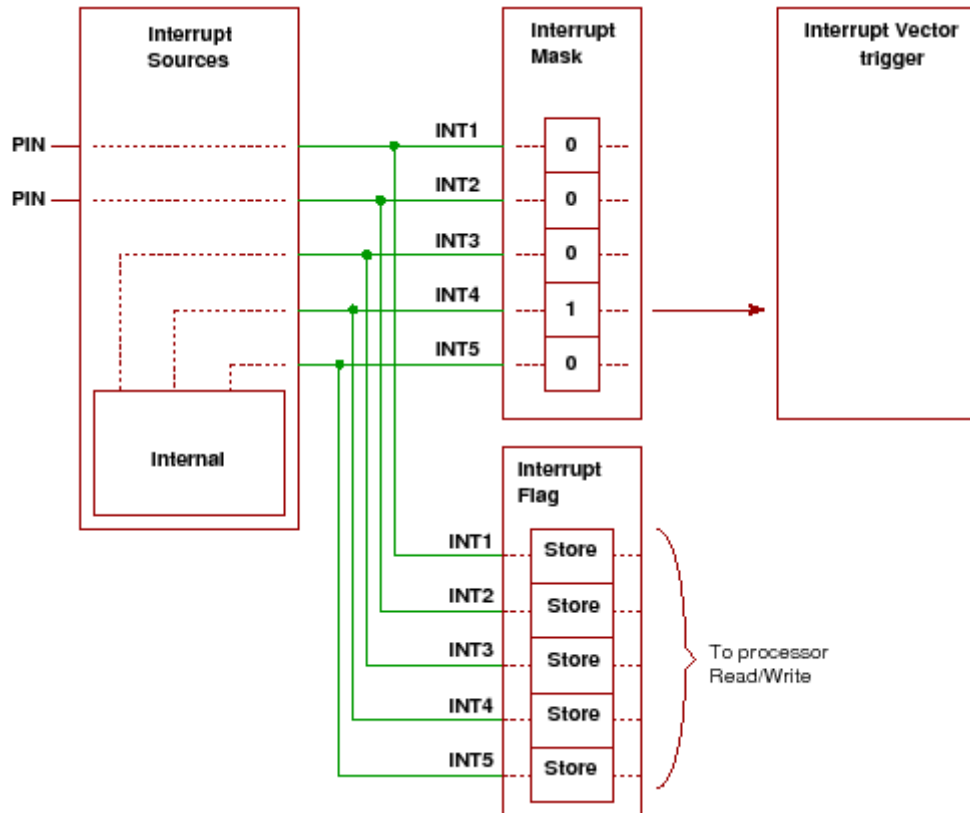 Interrupt
Sources
Interrupt
Mask
Interrupt Vector
trigger
PIN
INT1
0
PIN
INT2
0
INT3
0
INT4
1
INT5
0
Internal
Interrupt
Flag
INT1
Store
INT2
Store
INT3
Store
INT4
Store
INT5
Store
To processor
Read/Write